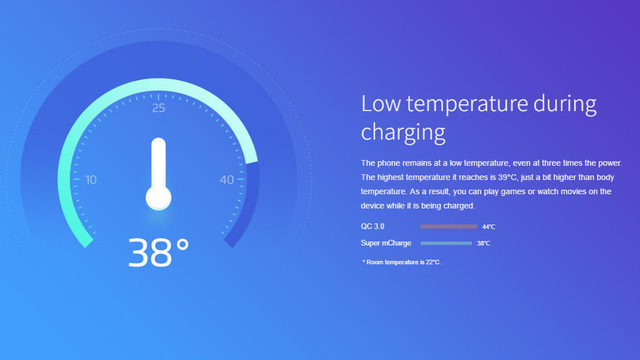 25
10
40
38°
Low temperature during
charging
The phone remains at a low temperature, even at three times the power.
The highest temperature it reaches is 39°C, just a bit higher than body
temperature. As a result, you can play games or watch movies on the
device while it is being charged.
QC 3.0 44℃
Super mCharge 38℃
* Room temperature is 22°C.